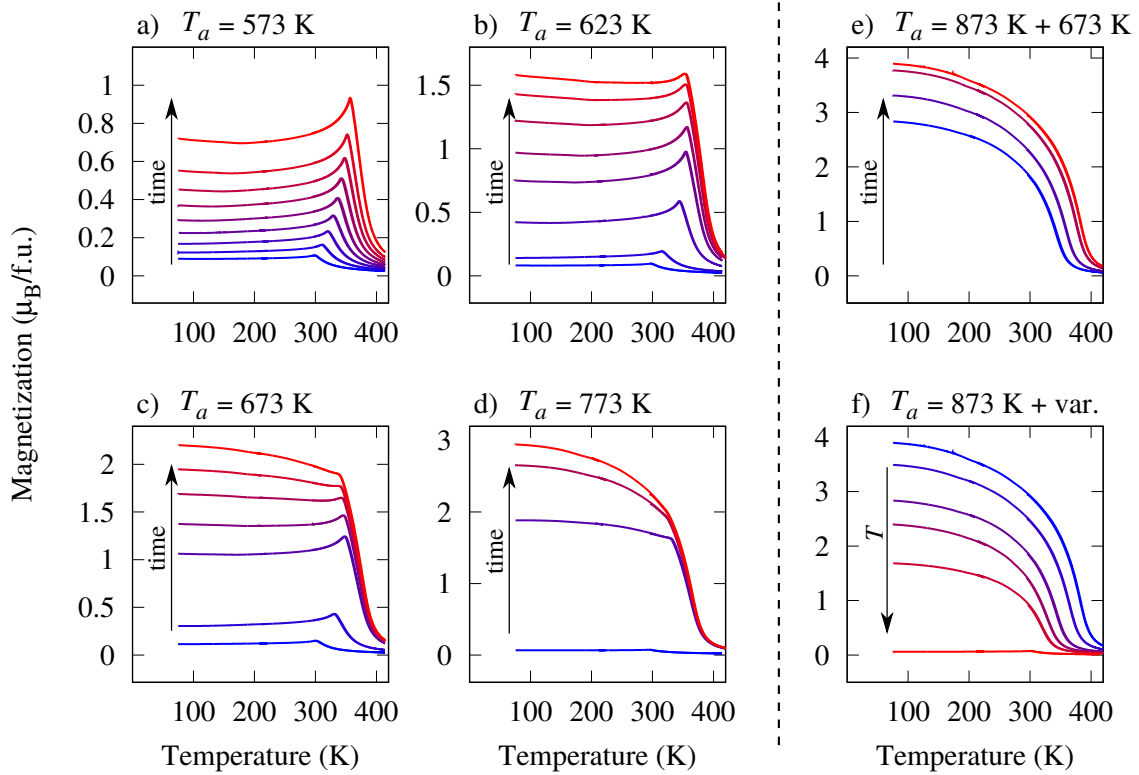 a) T_a = 573 K
b) T_a = 623 K
e) T_a = 873 K + 673 K
Magnetization (μ_B/f.u.)
1
0.8
0.6
0.4
0.2
0
time
100 200 300 400
1.5
1
0.5
0
time
100 200 300 400
4
3
2
1
0
time
100 200 300 400
c) T_a = 673 K
d) T_a = 773 K
f) T_a = 873 K + var.
2
1.5
1
0.5
0
time
100 200 300 400
Temperature (K)
3
2
1
0
time
100 200 300 400
Temperature (K)
4
3
2
1
0
T
100 200 300 400
Temperature (K)